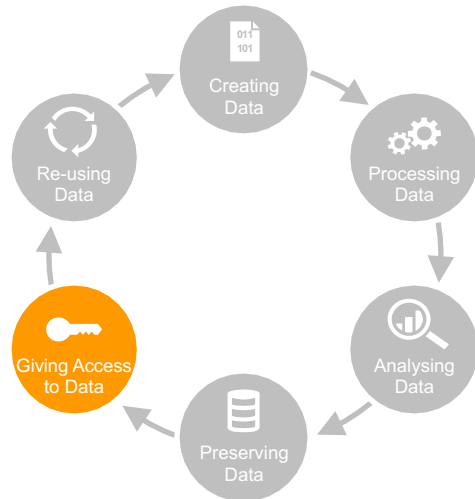 011
101
Creating
Data
Processing
Data
Analysing
Data
Preserving
Data
Giving Access
to Data
Re-using
Data